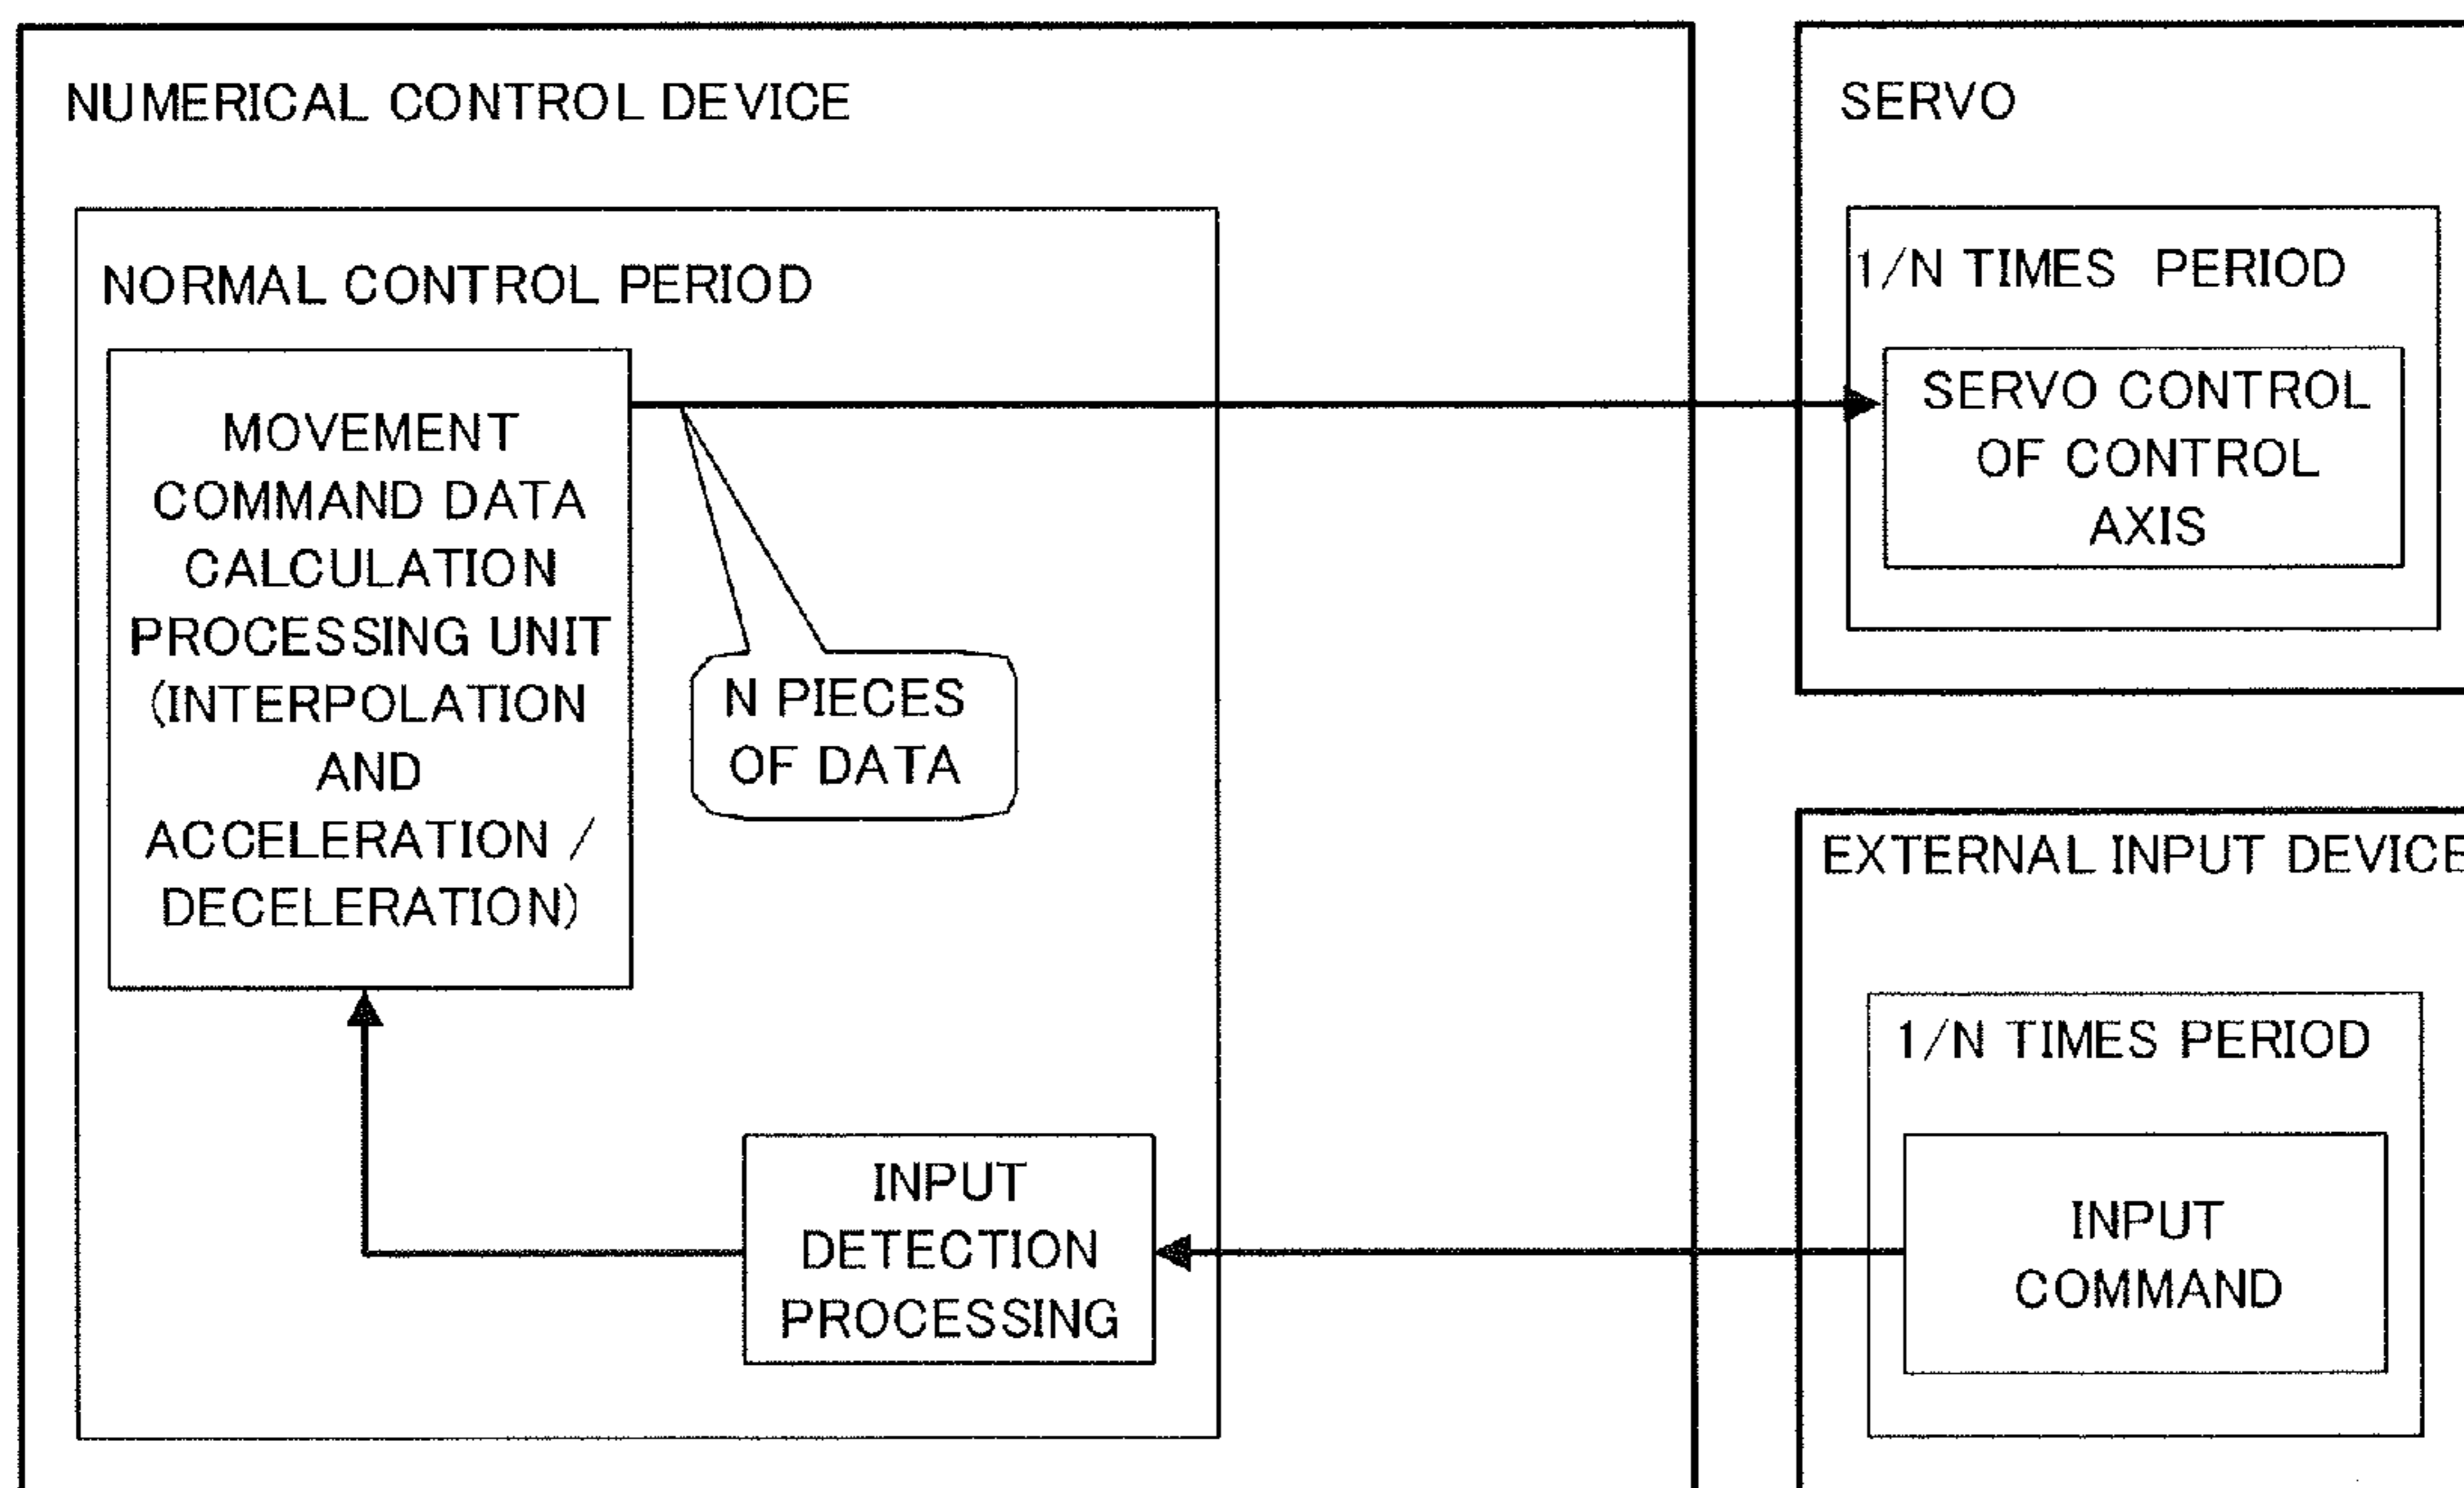 NUMERICAL CONTROL DEVICE
NORMAL CONTROL PERIOD
MOVEMENT
COMMAND DATA
CALCULATION
PROCESSING UNIT
(INTERPOLATION
AND
ACCELERATION /
DECELERATION)
N PIECES
OF DATA
INPUT
DETECTION
PROCESSING
SERVO
1/N TIMES PERIOD
SERVO CONTROL
OF CONTROL
AXIS
EXTERNAL INPUT DEVICE
1/N TIMES PERIOD
INPUT
COMMAND